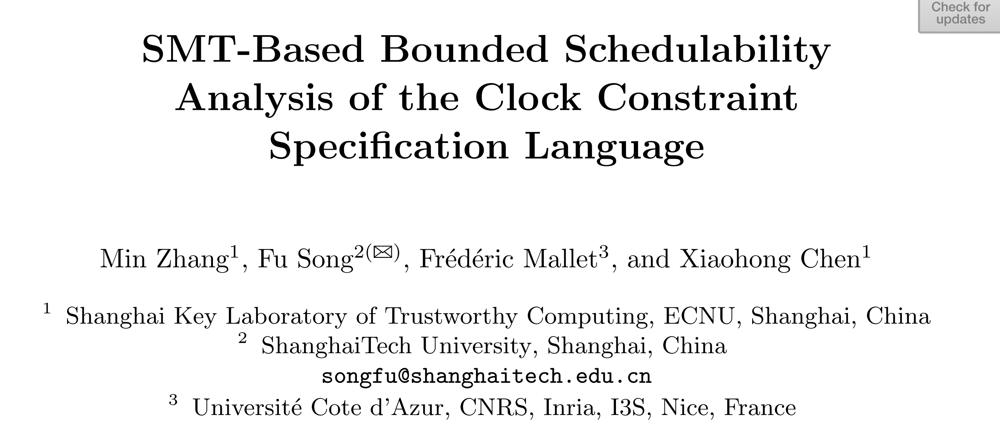 Check for
updates
SMT-Based Bounded Schedulability
Analysis of the Clock Constraint
Specification Language
Min Zhang1, Fu Song2(✉), Frédéric Mallet3, and Xiaohong Chen1
1 Shanghai Key Laboratory of Trustworthy Computing, ECNU, Shanghai, China
2 ShanghaiTech University, Shanghai, China
songfu@shanghaitech.edu.cn
3 Université Cote d'Azur, CNRS, Inria, I3S, Nice, France